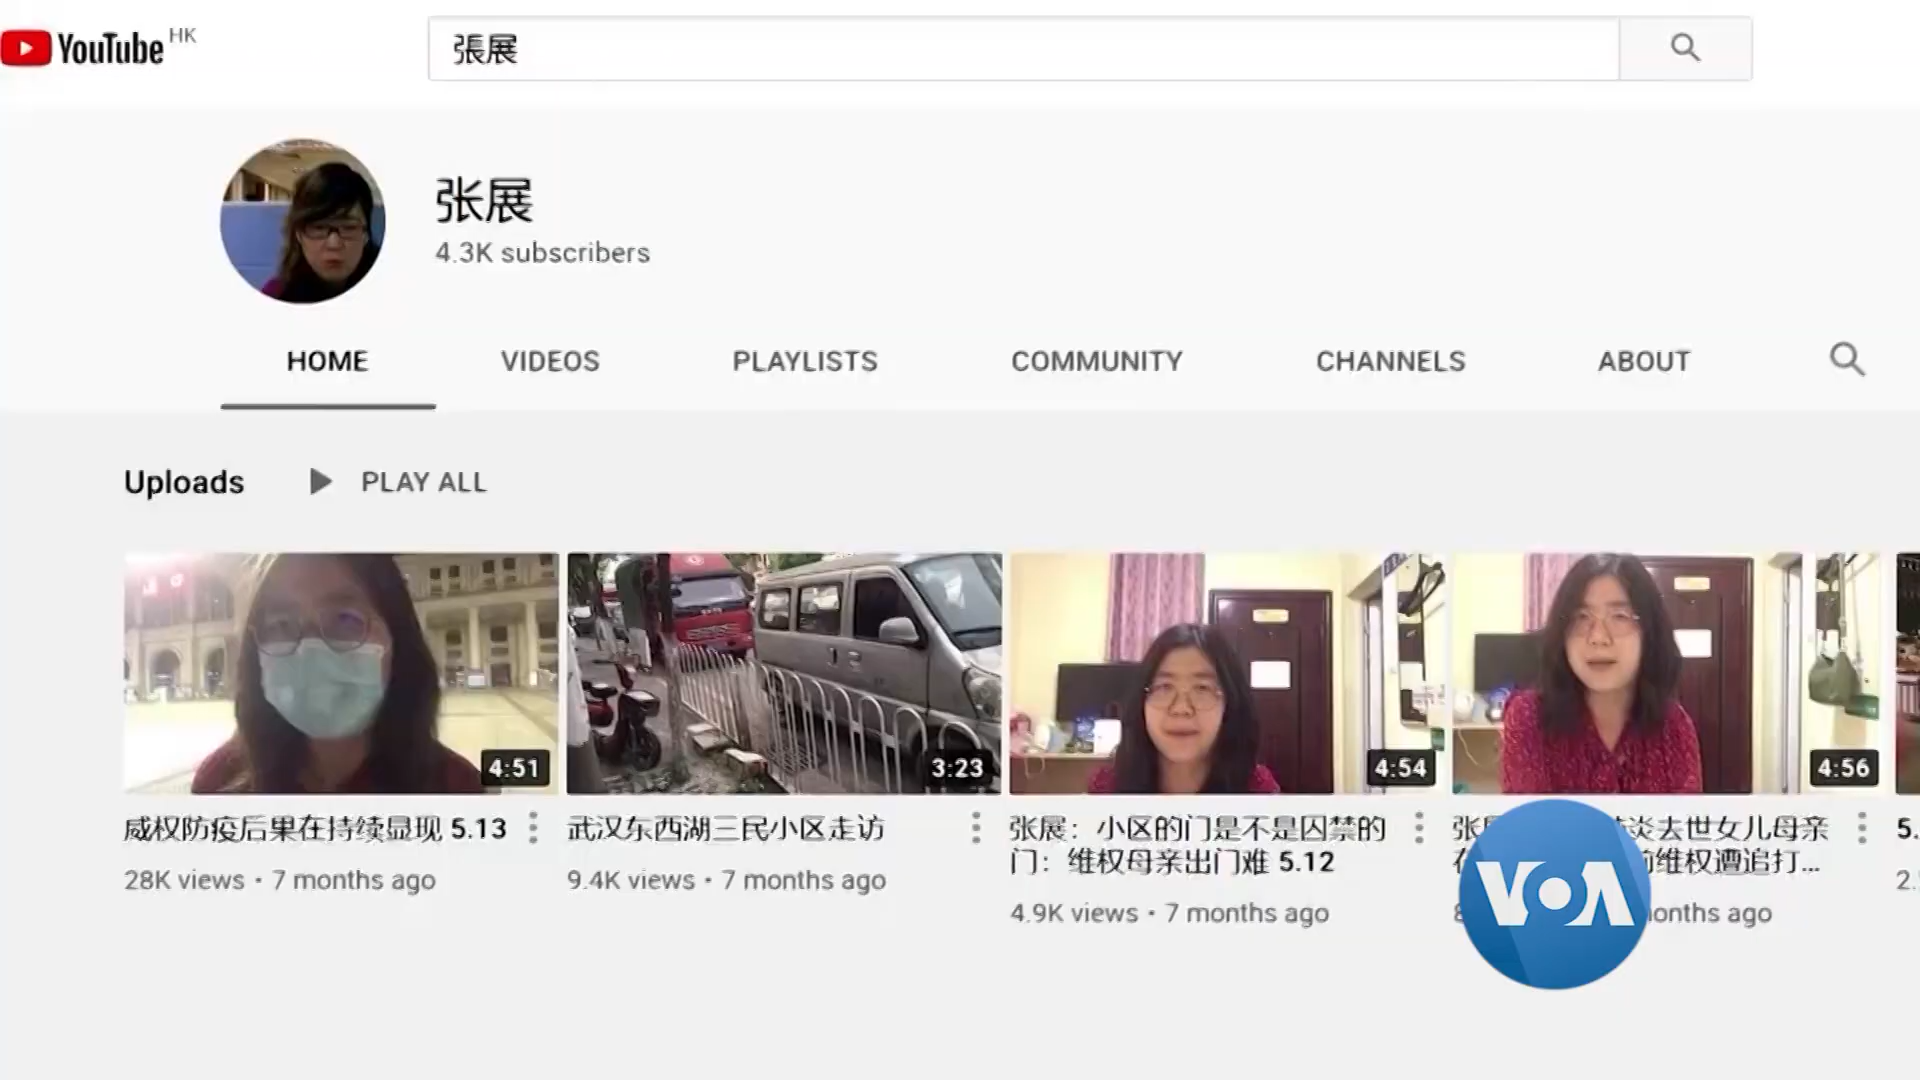 YouTube HK
張展
张展
4.3K subscribers
HOME VIDEOS PLAYLISTS COMMUNITY CHANNELS ABOUT
Uploads PLAY ALL
4:51
3:23
4:54
4:56
威权防疫后果在持续显现 5.13
28K views • 7 months ago
武汉东西湖三民小区走访
9.4K views • 7 months ago
张展：小区的门是不是囚禁的
门：维权母亲出门难 5.12
4.9K views • 7 months ago
炎去世女儿母亲
维权遭追打...
months ago
5.
2.
VOA